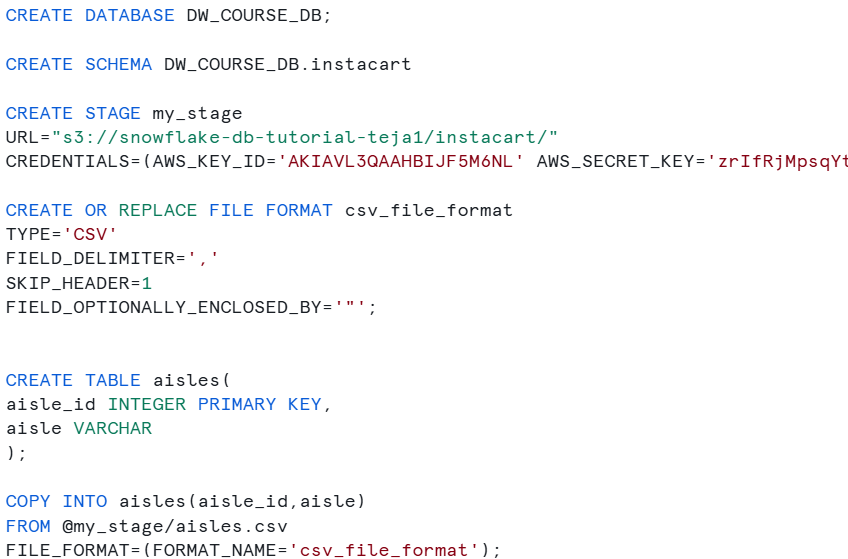 CREATE DATABASE DW_COURSE_DB;
CREATE SCHEMA DW_COURSE_DB.instacart
CREATE STAGE my_stage
URL="s3://snowflake-db-tutorial-teja1/instacart/"
CREDENTIALS=(AWS_KEY_ID='AKIAVL3QAAHBIJF5M6NL' AWS_SECRET_KEY=
CREATE OR REPLACE FILE FORMAT csv_file_format
TYPE='CSV'
FIELD_DELIMITER=','
SKIP_HEADER=1
FIELD_OPTIONALLY_ENCLOSED_BY='"';
CREATE TABLE aisles(
aisle_id INTEGER PRIMARY KEY,
aisle VARCHAR
);
COPY INTO aisles(aisle_id,aisle)
FROM @my_stage/aisles.csv
FILE_FORMAT=(FORMAT_NAME='csv_file_format');